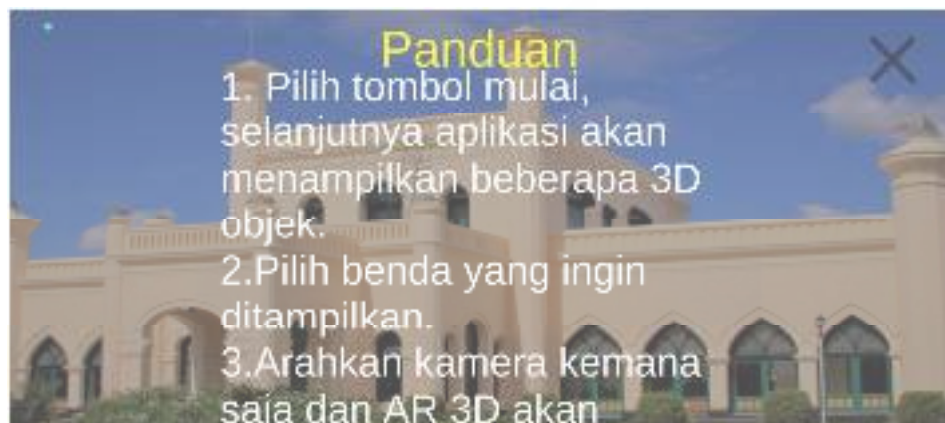 Panduan
1. Pilih tombol mulai,
selanjutnya aplikasi akan
menampilkan beberapa 3D
objek.
2.Pilih benda yang ingin
ditampilkan.
3.Arahkan kamera kemana
saja dan AR 3D akan